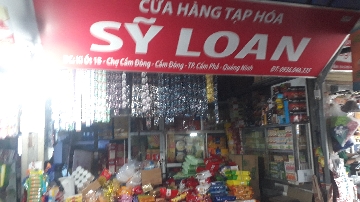 CỬA HÀNG TẠP HÓA
SỸ LOAN
Chợ Cẩm Đông - Cẩm Đông - TP. Cẩm Phả - Quảng Ninh